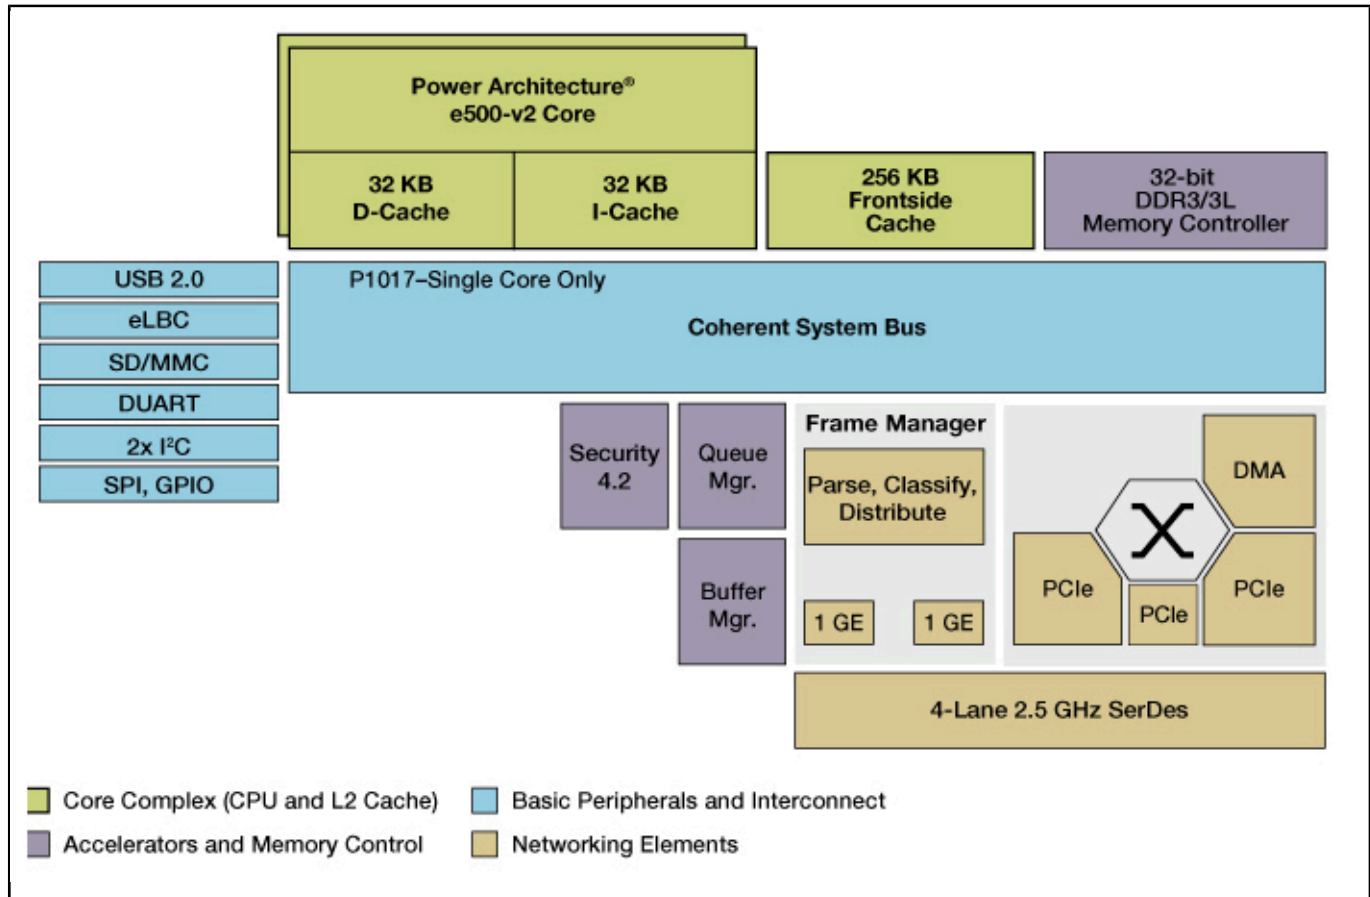 Power Architecture®
e500-v2 Core
32 KB
D-Cache
32 KB
I-Cache
256 KB
Frontside
Cache
32-bit
DDR3/3L
Memory Controller
USB 2.0
eLBC
SD/MMC
DUART
2x I²C
SPI, GPIO
P1017–Single Core Only
Coherent System Bus
Security
4.2
Queue
Mgr.
Buffer
Mgr.
Frame Manager
Parse, Classify,
Distribute
1 GE
1 GE
DMA
PCIe
PCIe
PCIe
4-Lane 2.5 GHz SerDes
Core Complex (CPU and L2 Cache)
Basic Peripherals and Interconnect
Accelerators and Memory Control
Networking Elements